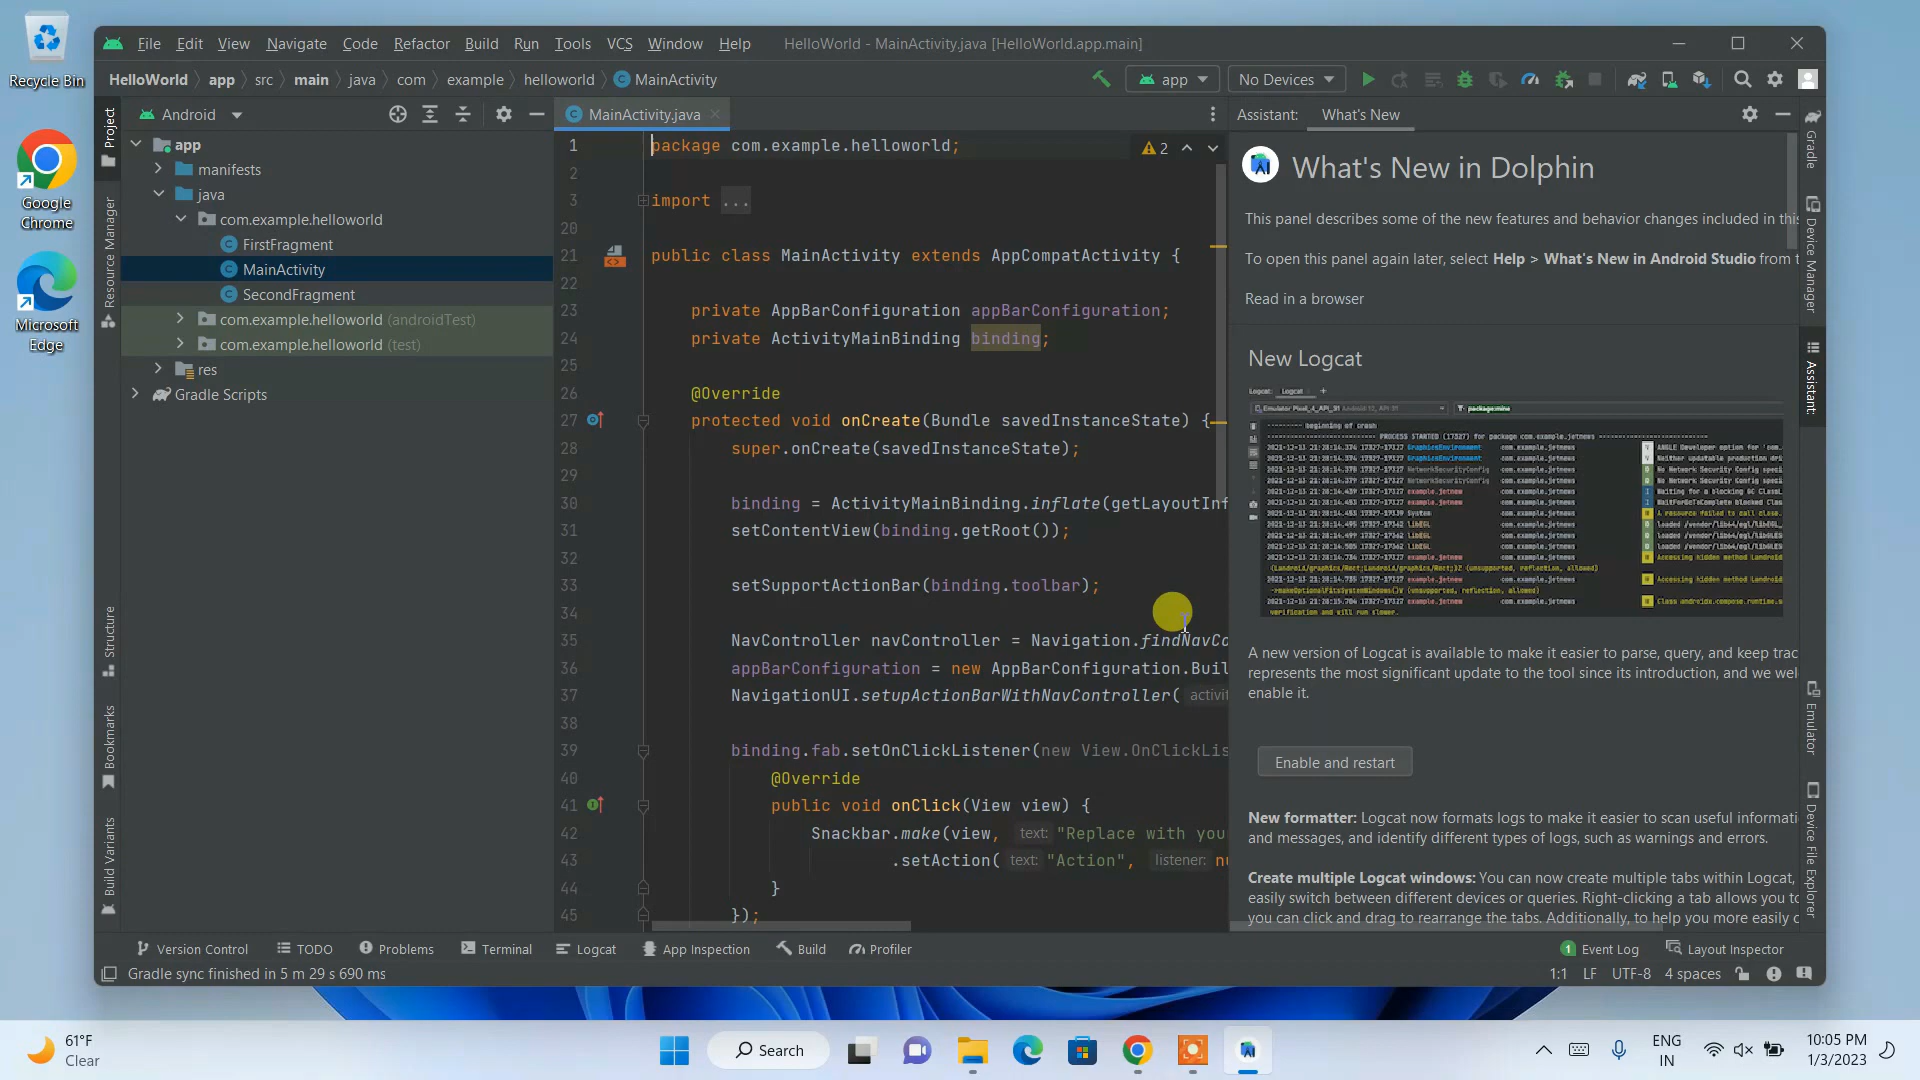 Recycle Bin
Google Chrome
Microsoft Edge
File Edit View Navigate Code Refactor Build Run Tools VCS Window Help HelloWorld - MainActivity.java [HelloWorld.app.main]
HelloWorld app src main java com example helloworld MainActivity app No Devices
Project
Resource Manager
Structure
Bookmarks
Build Variants
Android
app
manifests
java
com.example.helloworld
FirstFragment
MainActivity
SecondFragment
com.example.helloworld (androidTest)
com.example.helloworld (test)
res
Gradle Scripts
MainActivity.java
2
1 package com.example.helloworld;
2
3 import ...
20
21 public class MainActivity extends AppCompatActivity {
22
23 private AppBarConfiguration appBarConfiguration;
24 private ActivityMainBinding binding;
25
26 @Override
27 protected void onCreate(Bundle savedInstanceState) {
28 super.onCreate(savedInstanceState);
29
30 binding = ActivityMainBinding.inflate(getLayoutInf
31 setContentView(binding.getRoot());
32
33 setSupportActionBar(binding.toolbar);
34
35 NavController navController = Navigation.findNavCo
36 appBarConfiguration = new AppBarConfiguration.Buil
37 NavigationUI.setupActionBarWithNavController( activit
38
39 binding.fab.setOnClickListener(new View.OnClickLis
40 @Override
41 public void onClick(View view) {
42 Snackbar.make(view, text: "Replace with you
43 .setAction( text: "Action", listener: nu
44 }
45 });
Assistant: What's New
What's New in Dolphin
This panel describes some of the new features and behavior changes included in this
To open this panel again later, select Help > What's New in Android Studio from t
Read in a browser
New Logcat
A new version of Logcat is available to make it easier to parse, query, and keep trac
represents the most significant update to the tool since its introduction, and we wel
enable it.
Enable and restart
New formatter: Logcat now formats logs to make it easier to scan useful informati
and messages, and identify different types of logs, such as warnings and errors.
Create multiple Logcat windows: You can now create multiple tabs within Logcat,
easily switch between different devices or queries. Right-clicking a tab allows you to
you can click and drag to rearrange the tabs. Additionally, to help you more easily c
Gradle
Device Manager
Assistant:
Emulator
Device File Explorer
Version Control TODO Problems Terminal Logcat App Inspection Build Profiler 1 Event Log Layout Inspector
Gradle sync finished in 5 m 29 s 690 ms 1:1 LF UTF-8 4 spaces
61°F
Clear
Search
ENG
IN
10:05 PM
1/3/2023